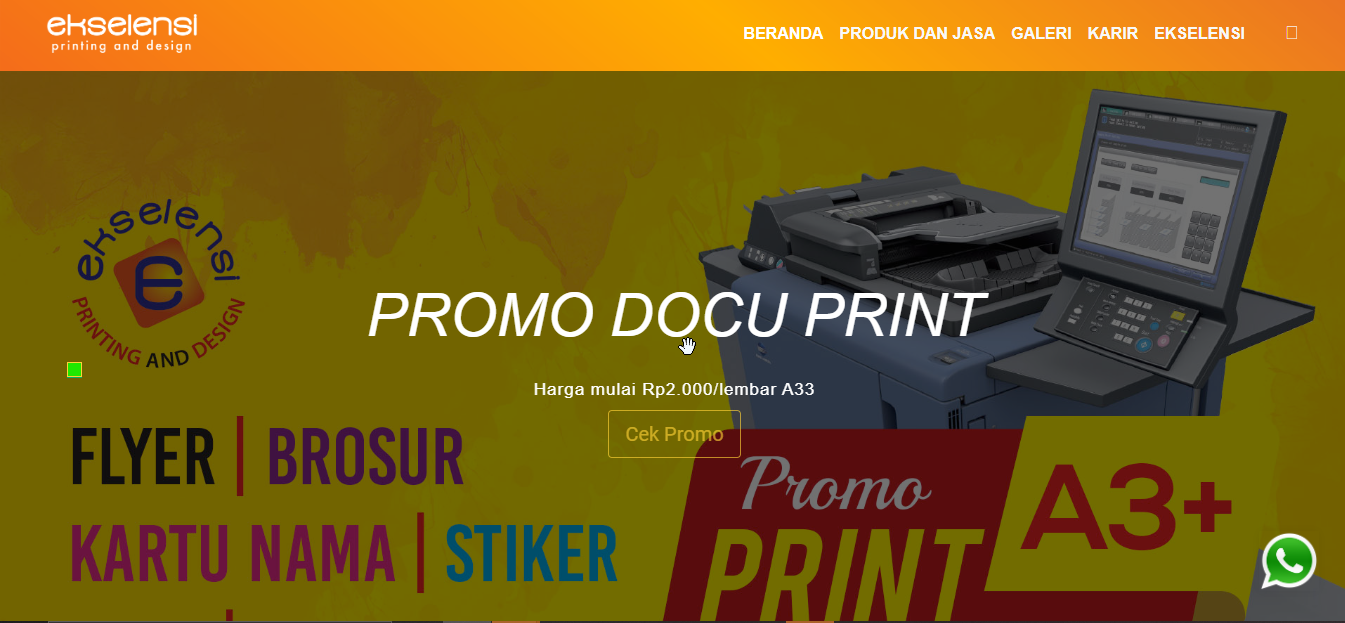 ekselensi
printing and design
BERANDA PRODUK DAN JASA GALERI KARIR EKSELENSI
ekselensi
e
PRINTING AND DESIGN
PROMO DOCU PRINT
Harga mulai Rp2.000/lembar A33
Cek Promo
FLYER | BROSUR
KARTU NAMA | STIKER
Promo
PRINT
A3+